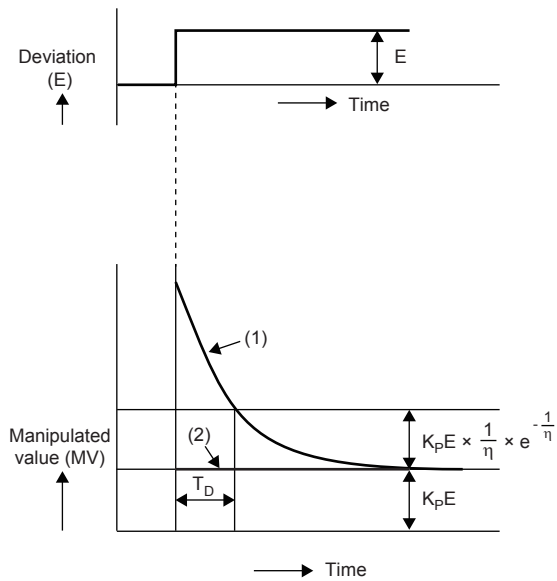 Deviation
(E)
E
Time
(1)
(2)
Manipulated
value (MV)
T_D
K_PE × 1/η × e^-1/η
K_PE
Time